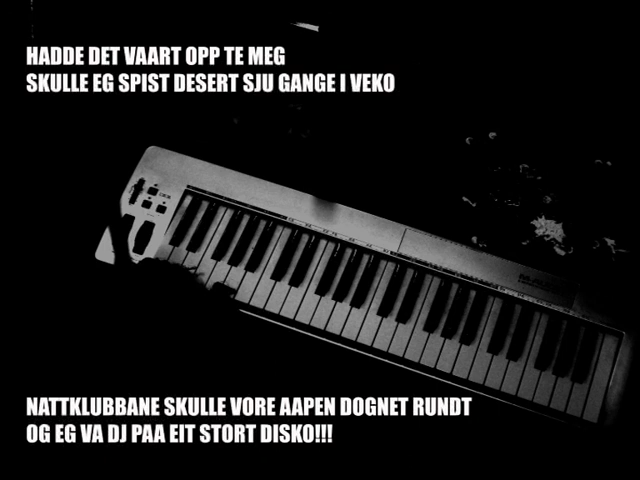 HADDE DET VAART OPP TE MEG
SKULLE EG SPIST DESERT SJU GANGE I VEKO
NATTKLUBBANE SKULLE VORE AAPEN DOGNET RUNDT
OG EG VA DJ PAA EIT STORT DISKO!!!